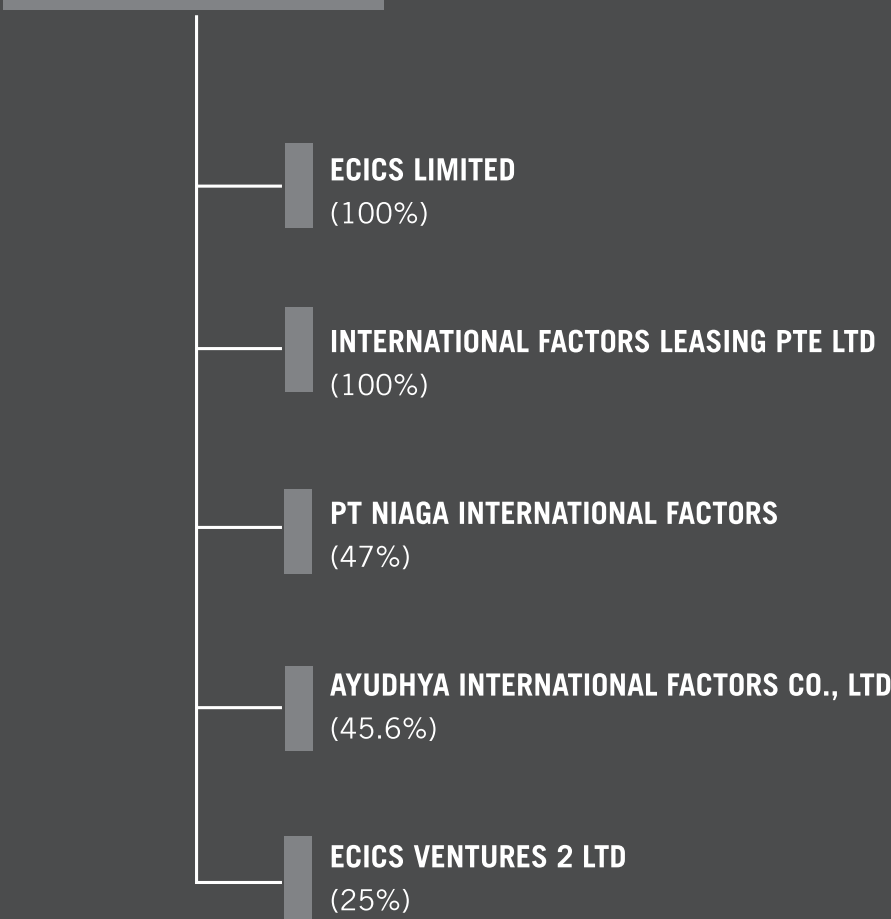 ECICS LIMITED
(100%)
INTERNATIONAL FACTORS LEASING PTE LTD
(100%)
PT NIAGA INTERNATIONAL FACTORS
(47%)
AYUDHYA INTERNATIONAL FACTORS CO., LTD
(45.6%)
ECICS VENTURES 2 LTD
(25%)